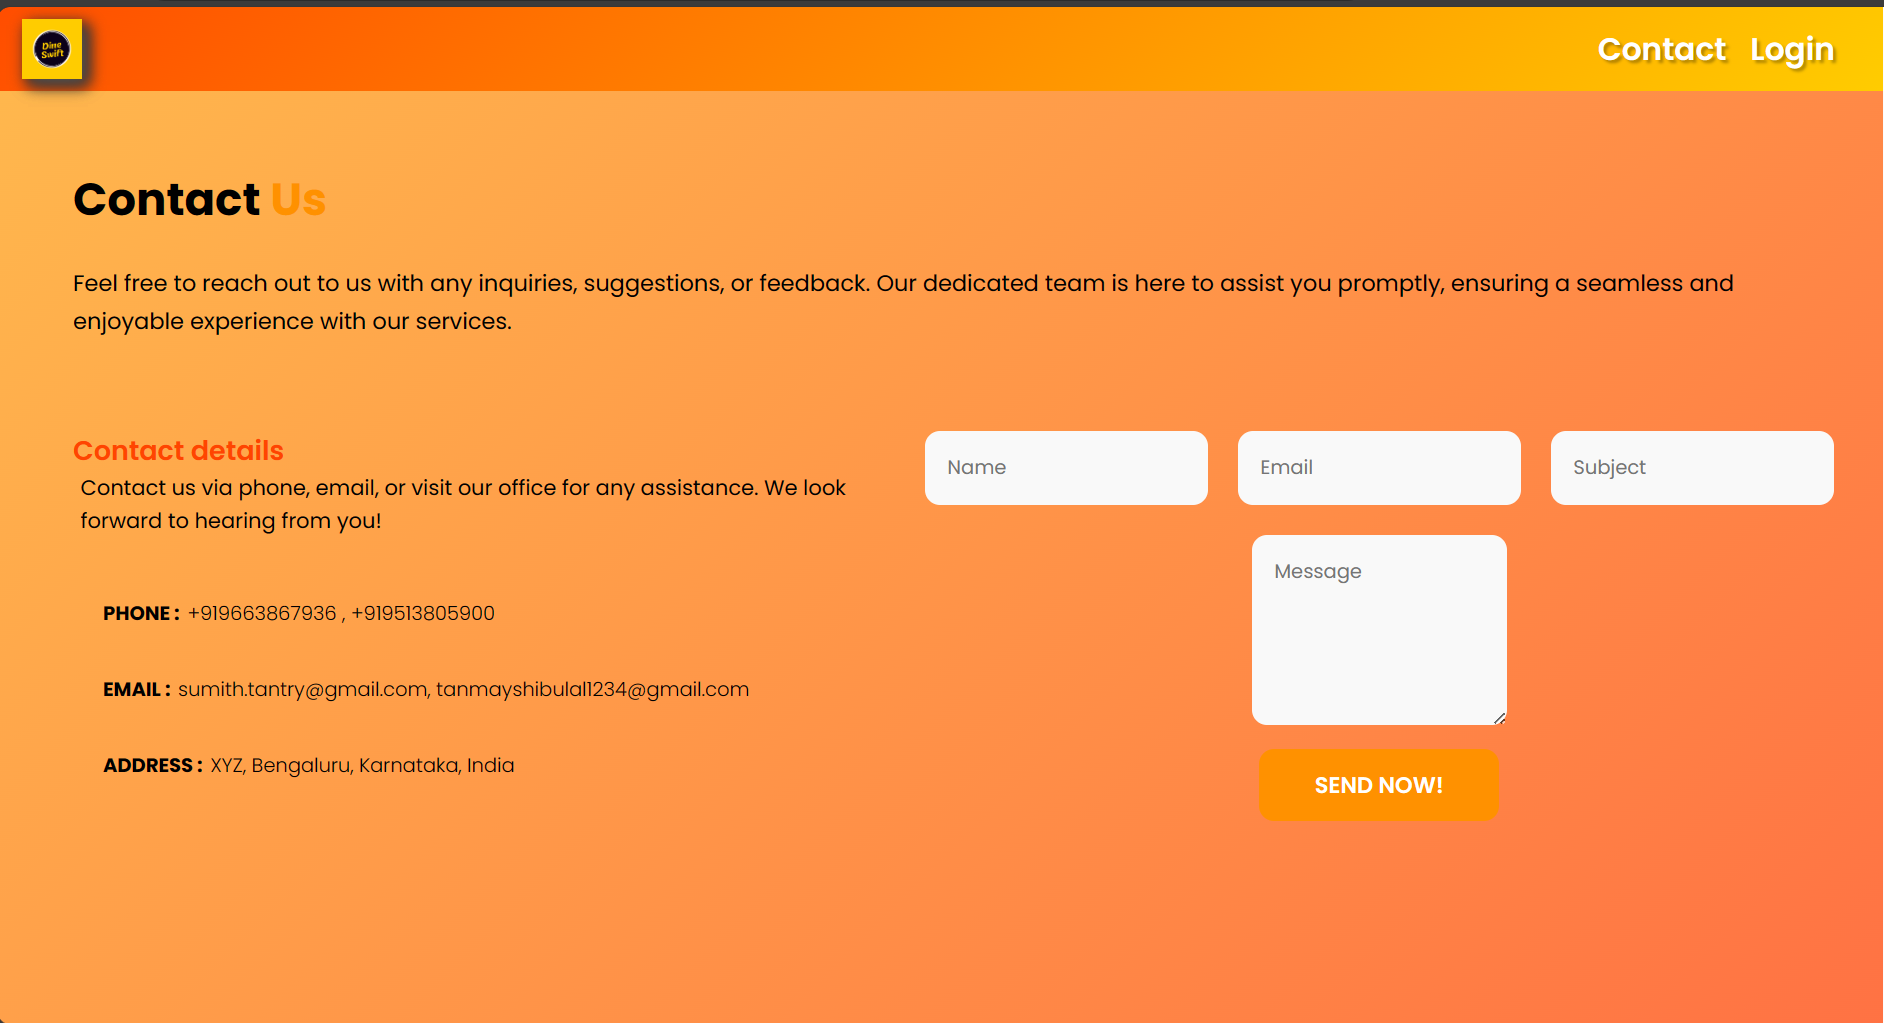 Dine
Swift
Contact Login
Contact Us
Feel free to reach out to us with any inquiries, suggestions, or feedback. Our dedicated team is here to assist you promptly, ensuring a seamless and
enjoyable experience with our services.
Contact details
Contact us via phone, email, or visit our office for any assistance. We look
forward to hearing from you!
PHONE : +919663867936 , +919513805900
EMAIL : sumith.tantry@gmail.com, tanmayshibulal1234@gmail.com
ADDRESS : XYZ, Bengaluru, Karnataka, India
Name Email Subject
Message
SEND NOW!